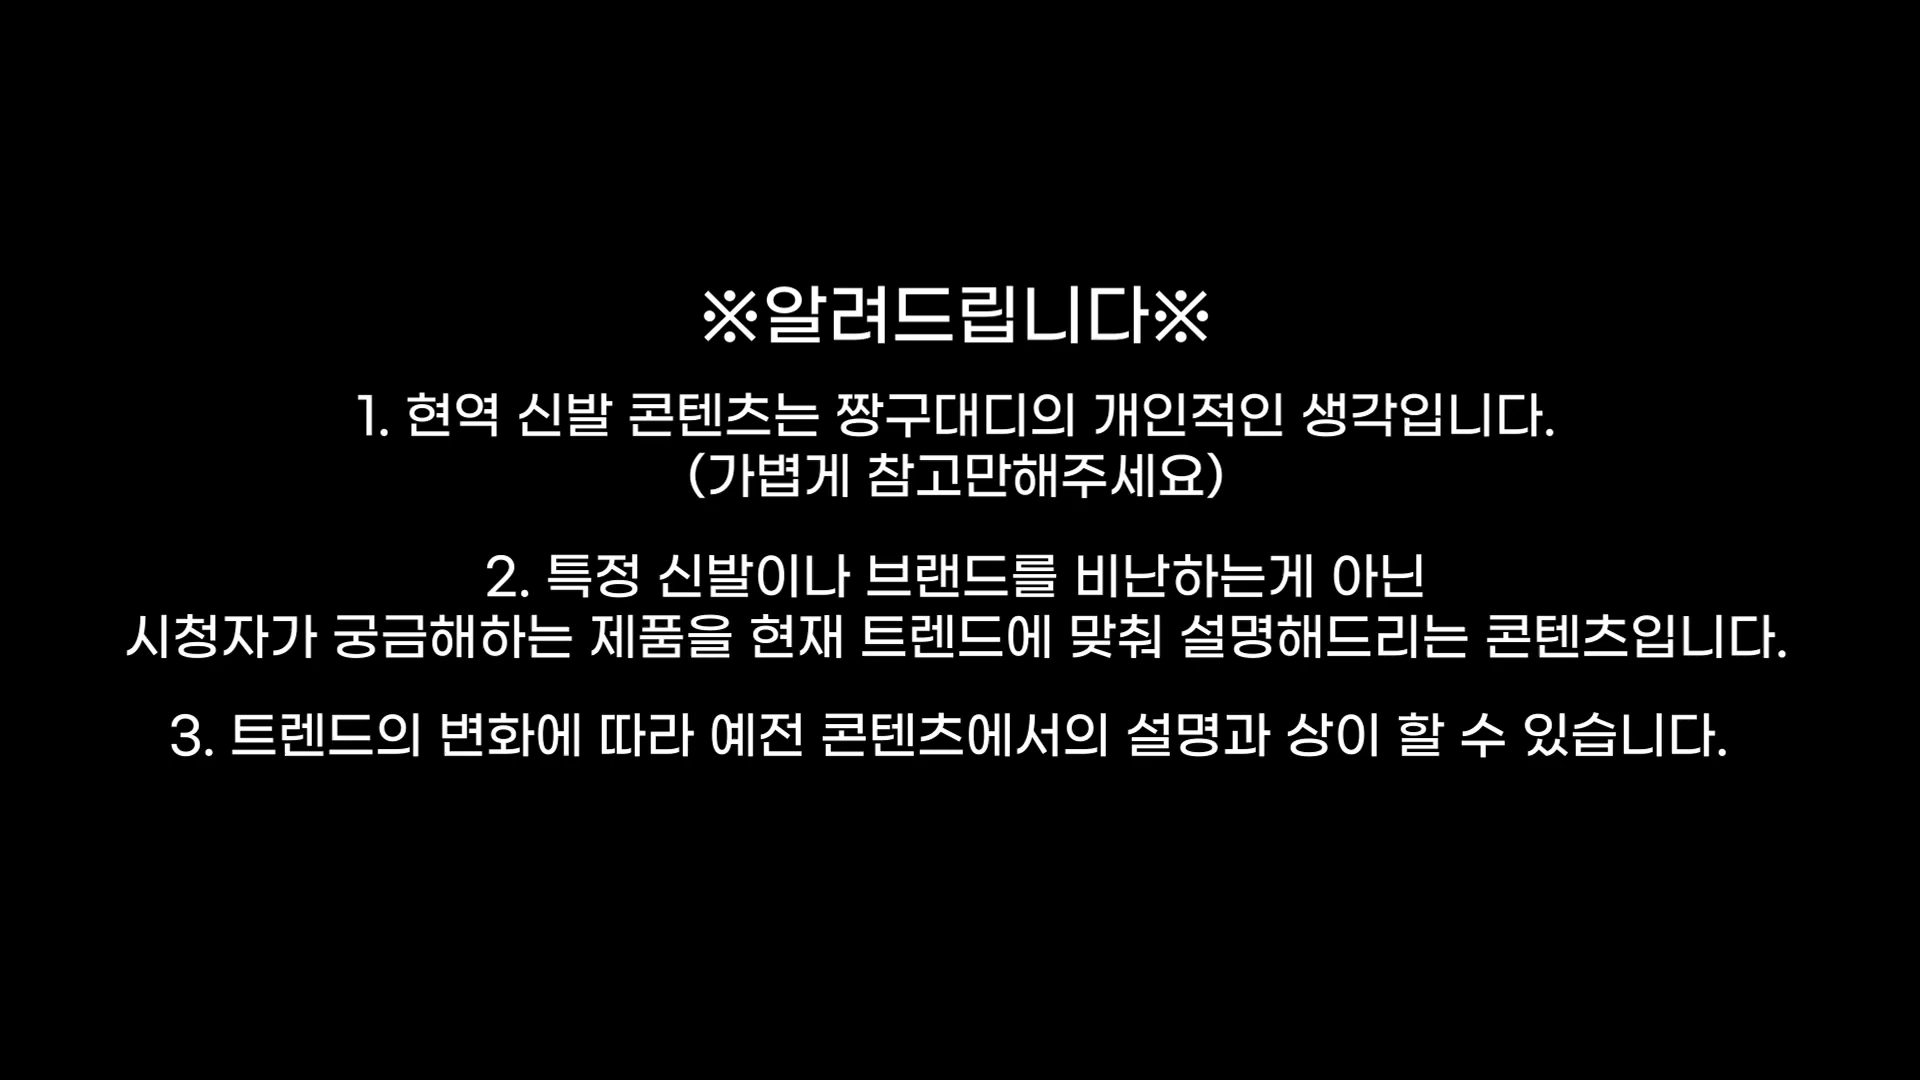 ※알려드립니다※
1. 현역 신발 콘텐츠는 짱구대디의 개인적인 생각입니다.
(가볍게 참고만해주세요)
2. 특정 신발이나 브랜드를 비난하는게 아닌
시청자가 궁금해하는 제품을 현재 트렌드에 맞춰 설명해드리는 콘텐츠입니다.
3. 트렌드의 변화에 따라 예전 콘텐츠에서의 설명과 상이 할 수 있습니다.